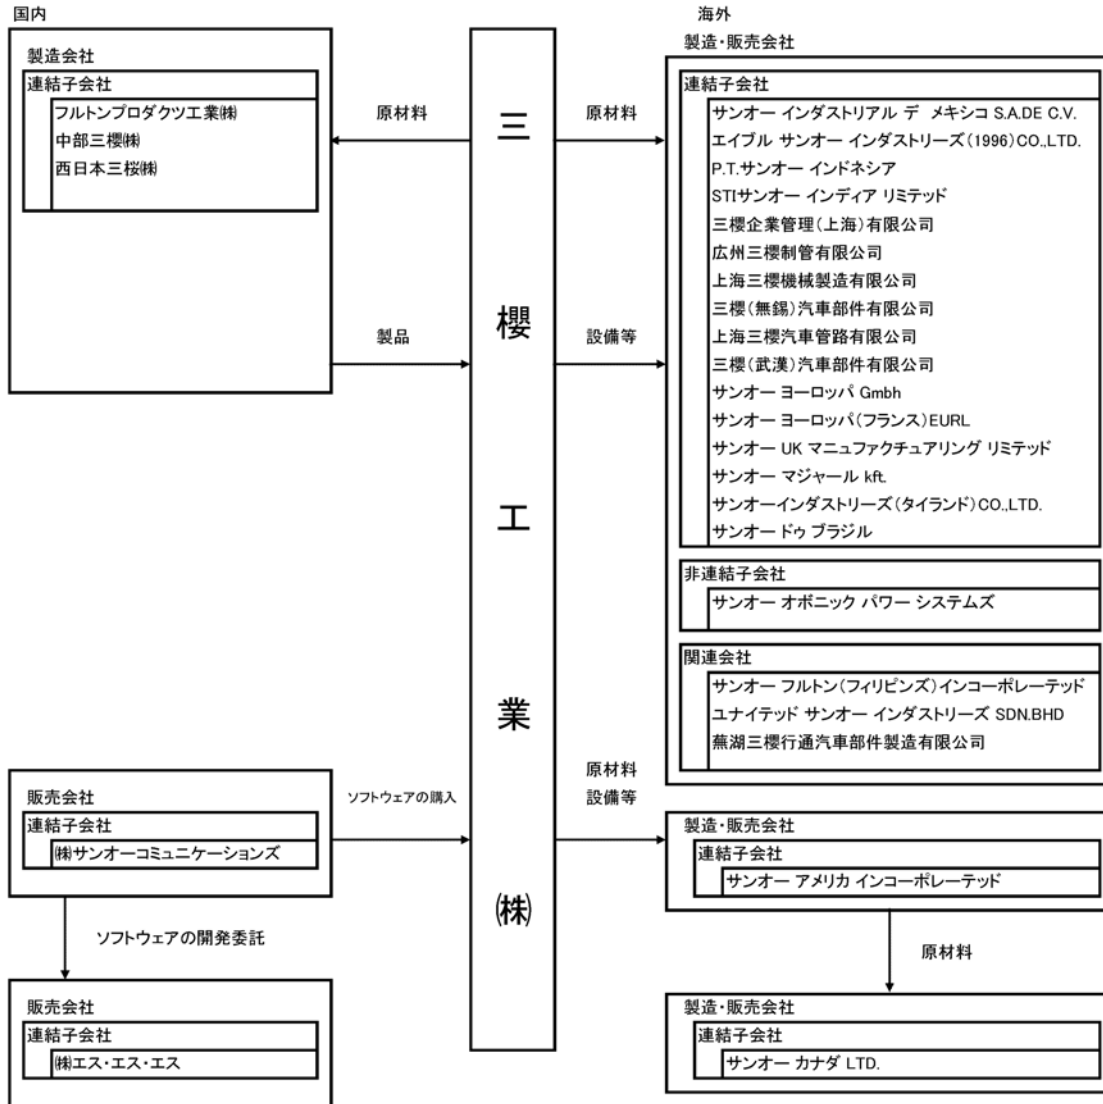 国内
製造会社
連結子会社
フルトンプロダクツ工業㈱
中部三櫻㈱
西日本三桜㈱
原材料
製品
販売会社
連結子会社
㈱サンオーコミュニケーションズ
ソフトウェアの購入
ソフトウェアの開発委託
販売会社
連結子会社
㈱エス・エス・エス
三櫻工業㈱
海外
製造・販売会社
原材料
設備等
連結子会社
サンオー インダストリアル デ メキシコ S.A.DE C.V.
エイブル サンオー インダストリーズ(1996)CO.,LTD.
P.T.サンオー インドネシア
STIサンオー インディア リミテッド
三櫻企業管理(上海)有限公司
広州三櫻制管有限公司
上海三櫻機械製造有限公司
三櫻(無錫)汽車部件有限公司
上海三櫻汽車管路有限公司
三櫻(武漢)汽車部件有限公司
サンオー ヨーロッパ Gmbh
サンオー ヨーロッパ(フランス)EURL
サンオー UK マニュファクチュアリング リミテッド
サンオー マジャール kft.
サンオーインダストリーズ(タイランド)CO.,LTD.
サンオー ドゥ ブラジル
非連結子会社
サンオー オボニック パワー システムズ
関連会社
サンオー フルトン(フィリピンズ)インコーポレーテッド
ユナイテッド サンオー インダストリーズ SDN.BHD
蕪湖三櫻行通汽車部件製造有限公司
原材料
設備等
製造・販売会社
連結子会社
サンオー アメリカ インコーポレーテッド
原材料
製造・販売会社
連結子会社
サンオー カナダ LTD.